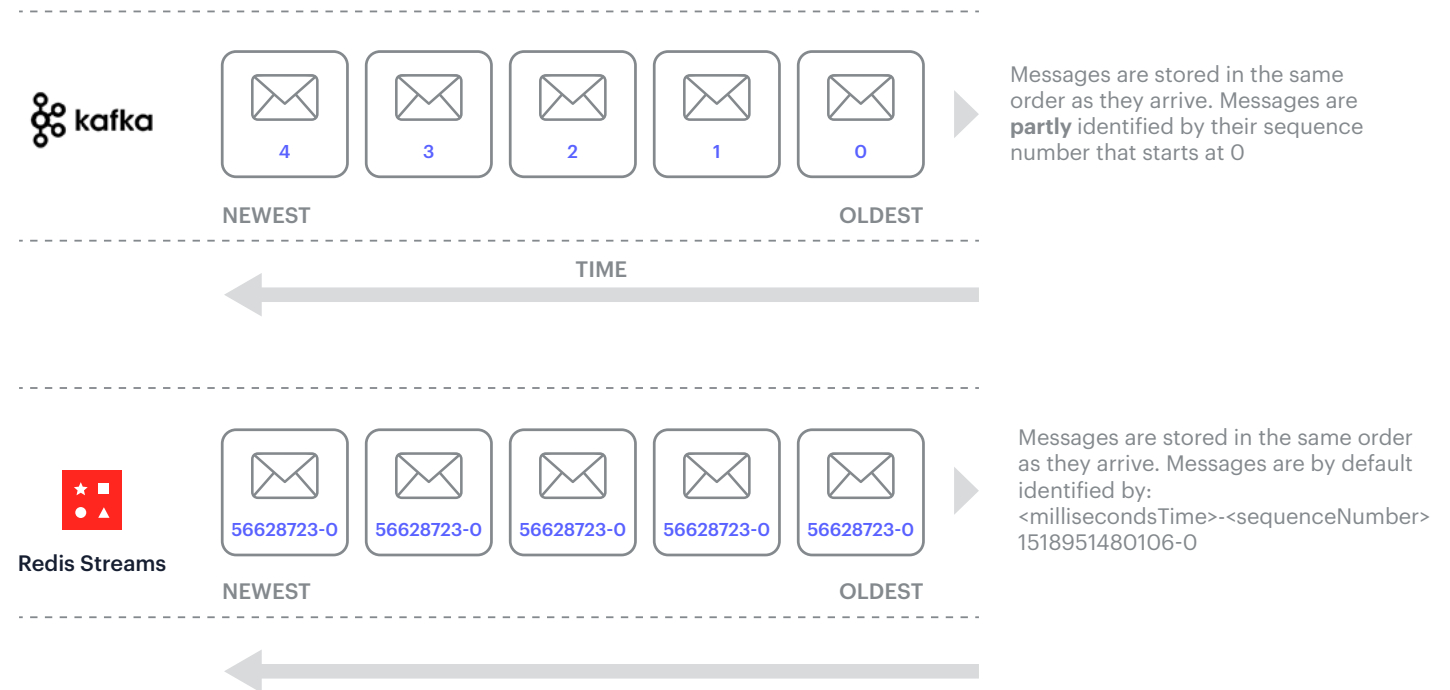 kafka
4 3 2 1 0
Messages are stored in the same
order as they arrive. Messages are
partly identified by their sequence
number that starts at 0
NEWEST OLDEST
TIME
Redis Streams
56628723-0 56628723-0 56628723-0 56628723-0 56628723-0
Messages are stored in the same order
as they arrive. Messages are by default
identified by:
<millisecondsTime>-<sequenceNumber>
1518951480106-0
NEWEST OLDEST